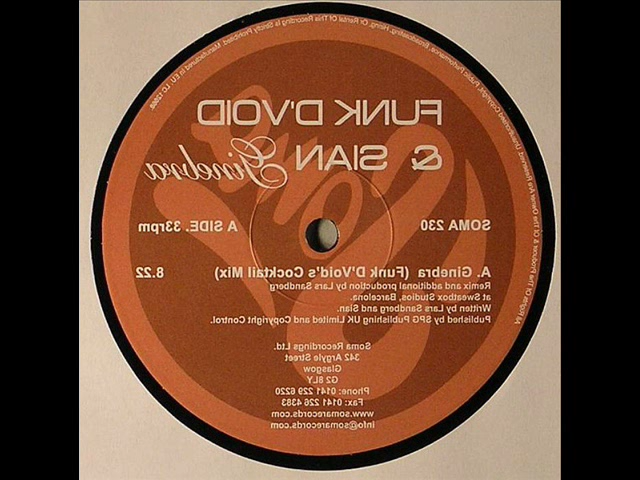 FUNK D'VOID
& SIAN Ginebra
SOMA 230
A SIDE. 33rpm
A. Ginebra (Funk D'Void's Cocktail Mix) 8.22
Remix and additional production by Lars Sandberg
at Sweatbox Studios, Barcelona.
Written by Lars Sandberg and Sian.
Published by SPG Publishing UK Limited and Copyright Control.
Soma Recordings Ltd.
342 Argyle Street
Glasgow
G2 8LY
Phone: 0141 229 6220
Fax: 0141 226 4383
www.somarecords.com
info@somarecords.com